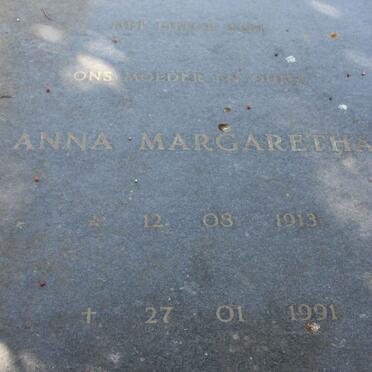 ONS MOEDER EN OUMA
ANNA MARGARETHA
☆ 12 08 1913
† 27 01 1991